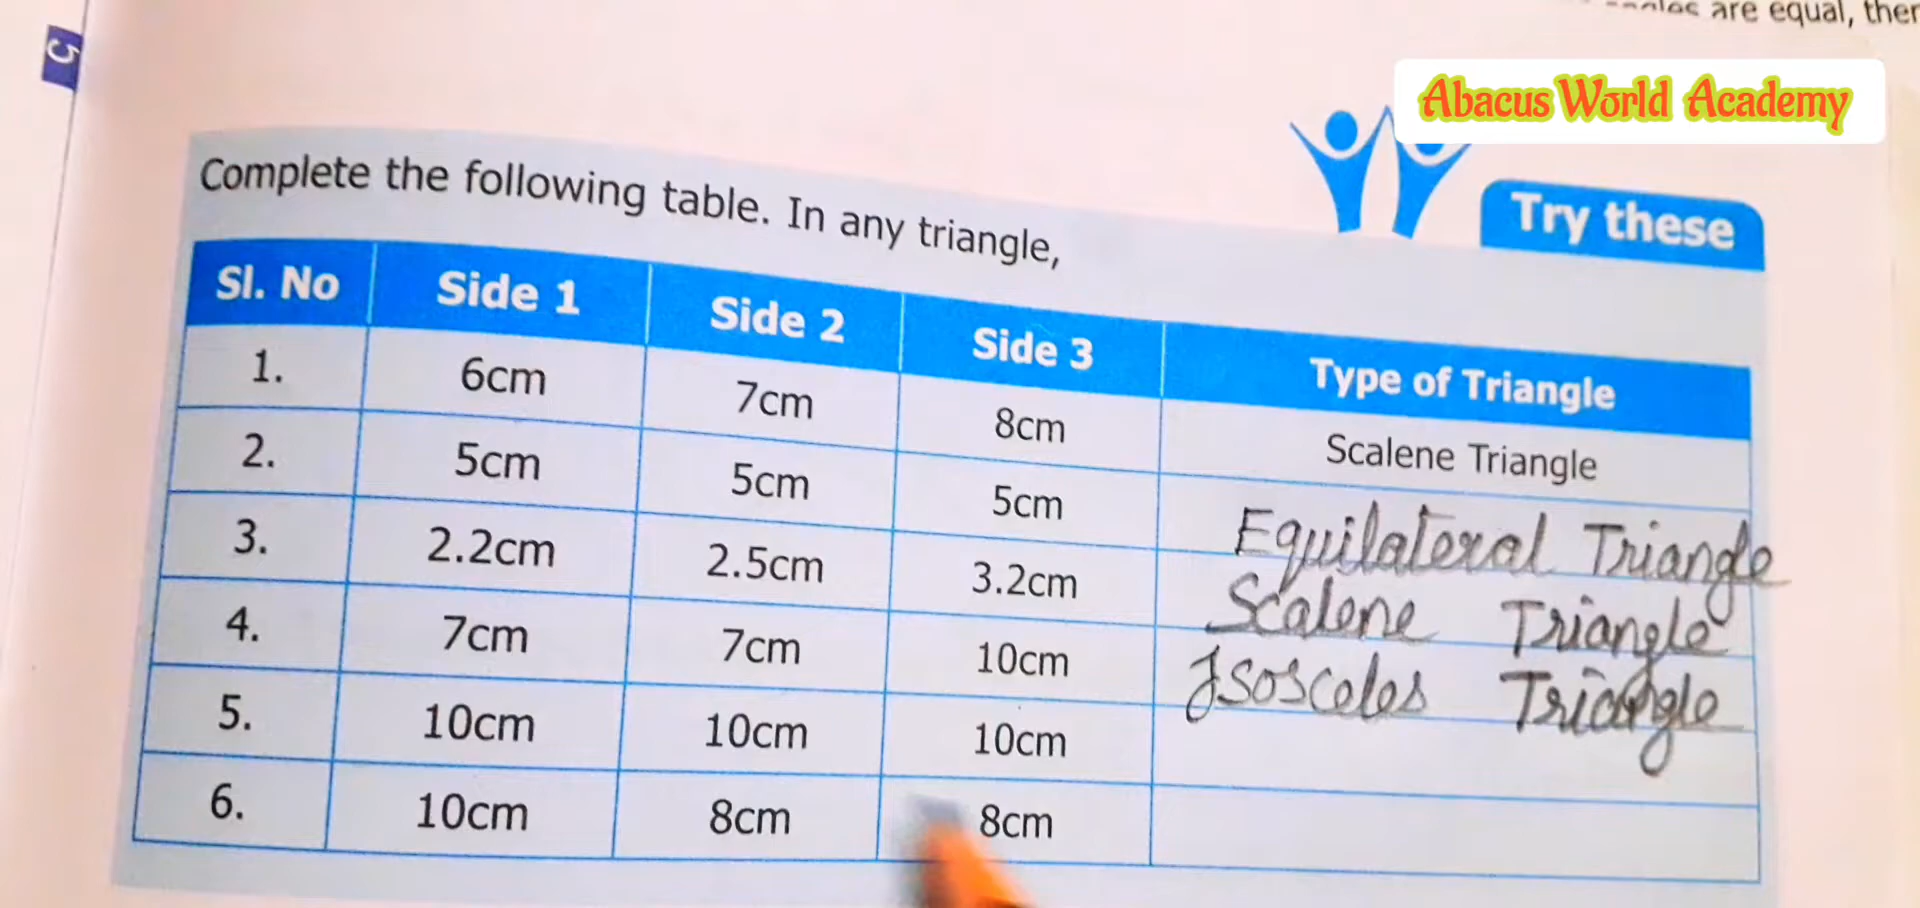 are equal, then
Abacus World Academy
Complete the following table. In any triangle,
Try these
Sl. No Side 1 Side 2 Side 3 Type of Triangle
1. 6cm 7cm 8cm Scalene Triangle
2. 5cm 5cm 5cm Equilateral Triangle
3. 2.2cm 2.5cm 3.2cm Scalene Triangle
4. 7cm 7cm 10cm Isosceles Triangle
5. 10cm 10cm 10cm
6. 10cm 8cm 8cm